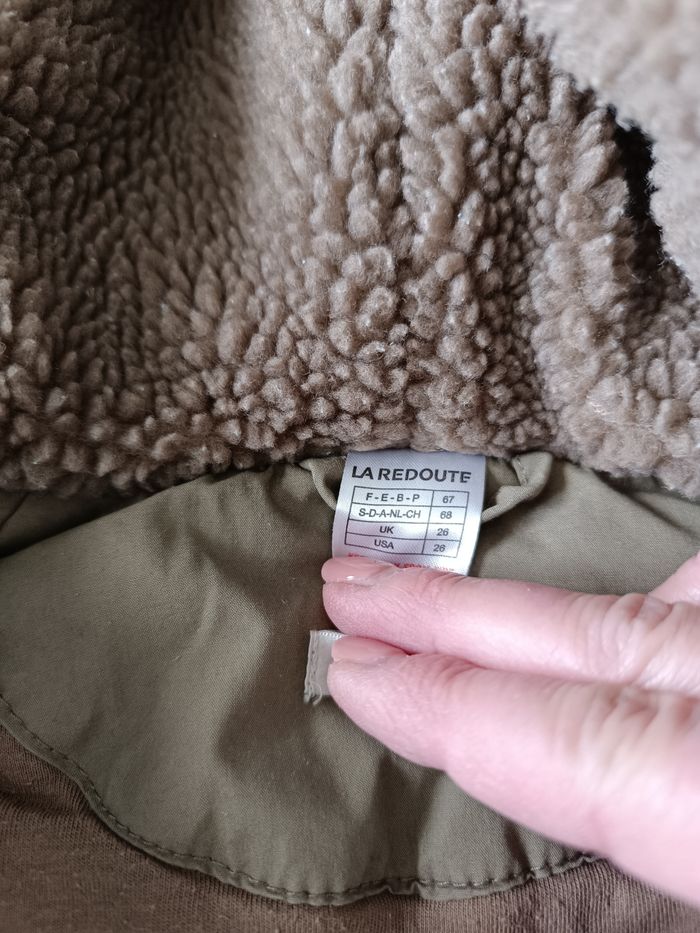 LA REDOUTE
F-E-B-P 67
S-D-A-NL-CH 68
UK 26
USA 26